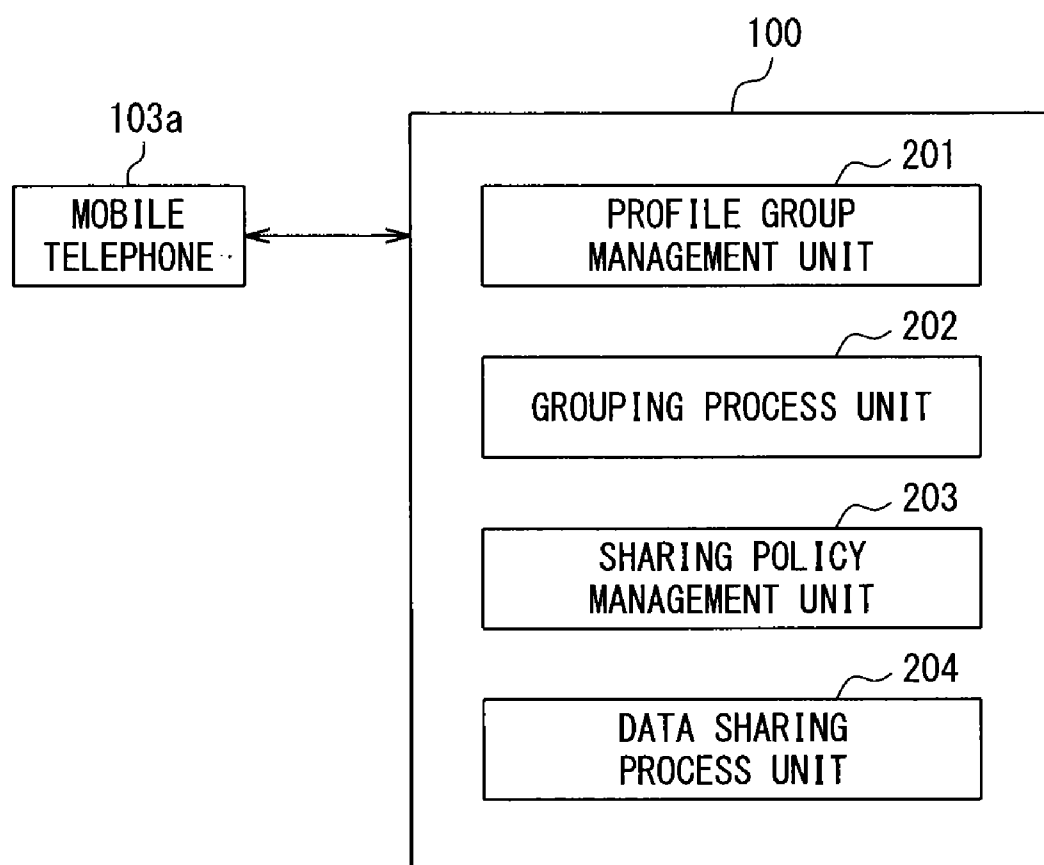 100
103a
MOBILE
TELEPHONE
201
PROFILE GROUP
MANAGEMENT UNIT
202
GROUPING PROCESS UNIT
203
SHARING POLICY
MANAGEMENT UNIT
204
DATA SHARING
PROCESS UNIT